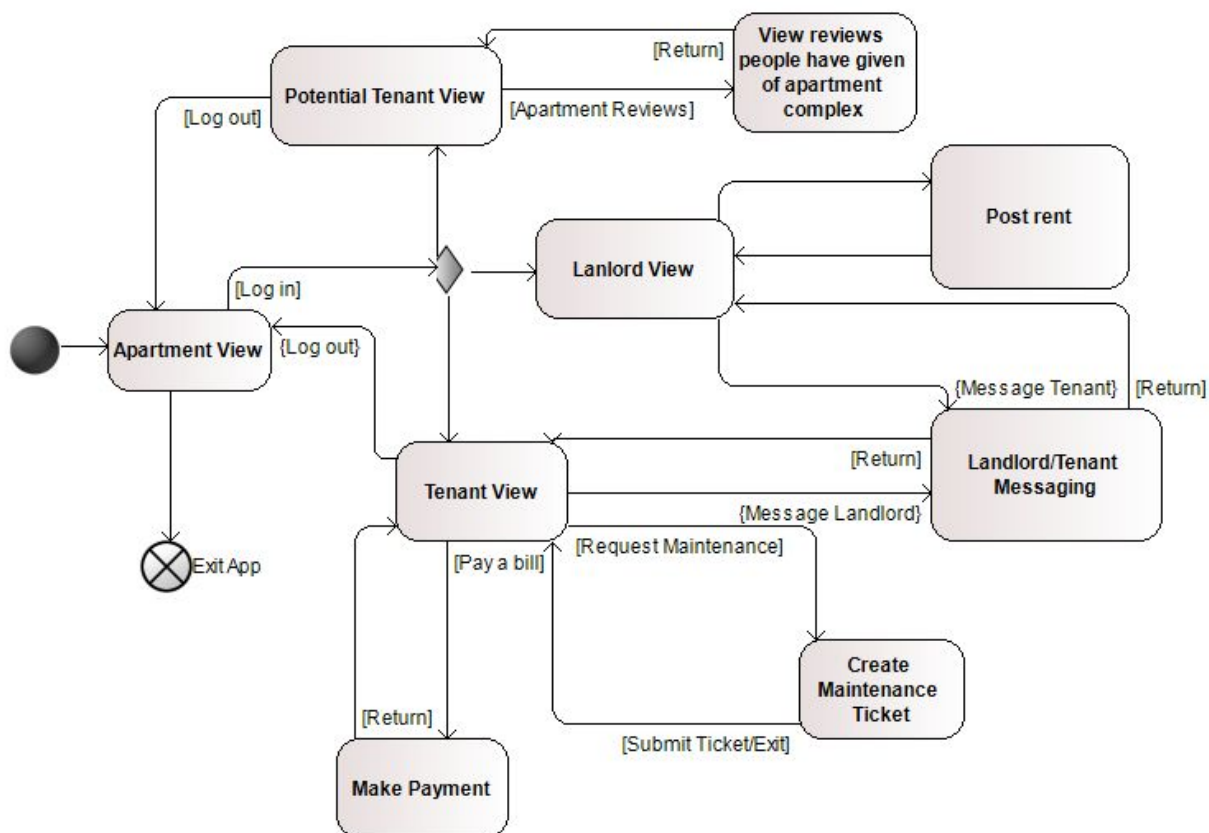 View reviews
people have given
of apartment
complex
[Return]
Potential Tenant View
[Apartment Reviews]
[Log out]
Post rent
Lanlord View
[Log in]
Apartment View
{Log out}
{Message Tenant}
[Return]
[Return]
Landlord/Tenant
Messaging
Tenant View
{Message Landlord}
[Request Maintenance]
[Pay a bill]
Exit App
Create
Maintenance
Ticket
[Return]
[Submit Ticket/Exit]
Make Payment